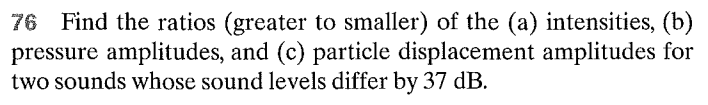 76 Find the ratios (greater to smaller) of the (a) intensities, (b)
pressure amplitudes, and (c) particle displacement amplitudes for
two sounds whose sound levels differ by 37 dB.